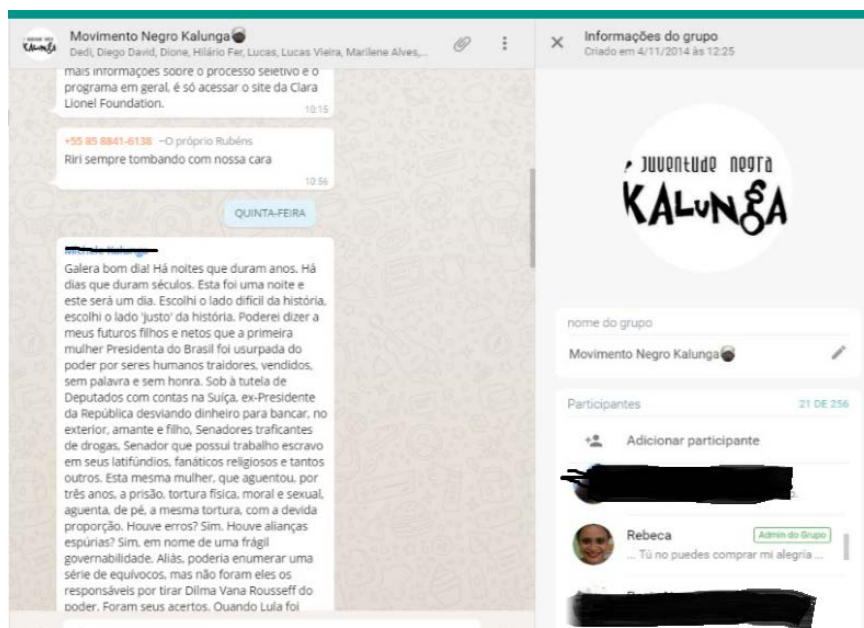 Movimento Negro Kalunga
Dedi, Diego David, Dione, Hilário Fer, Lucas, Lucas Vieira, Marilene Alves,...
mais informações sobre o processo seletivo e o
programa em geral, é só acessar o site da Clara
Lionel Foundation.
10:15
+55 85 8841-6138 ~O próprio Rubéns
Riri sempre tombando com nossa cara
10:56
QUINTA-FEIRA
Galera bom dia! Há noites que duram anos. Há
dias que duram séculos. Esta foi uma noite e
este será um dia. Escolhi o lado difícil da história,
escolhi o lado 'justo' da história. Poderei dizer a
meus futuros filhos e netos que a primeira
mulher Presidenta do Brasil foi usurpada do
poder por seres humanos traidores, vendidos,
sem palavra e sem honra. Sob à tutela de
Deputados com contas na Suíça, ex-Presidente
da República desviando dinheiro para bancar, no
exterior, amante e filho, Senadores traficantes
de drogas, Senador que possui trabalho escravo
em seus latifúndios, fanáticos religiosos e tantos
outros. Esta mesma mulher, que aguentou, por
três anos, a prisão, tortura física, moral e sexual,
aguenta, de pé, a mesma tortura, com a devida
proporção. Houve erros? Sim. Houve alianças
espúrias? Sim, em nome de uma frágil
governabilidade. Aliás, poderia enumerar uma
série de equívocos, mas não foram eles os
responsáveis por tirar Dilma Vana Rousseff do
poder. Foram seus acertos. Quando Lula foi
Informações do grupo
Criado em 4/11/2014 às 12:25
juventude negra
KALUNGA
nome do grupo
Movimento Negro Kalunga
Participantes 21 DE 256
Adicionar participante
Rebeca Admin do Grupo
... Tú no puedes comprar mi alegria ...